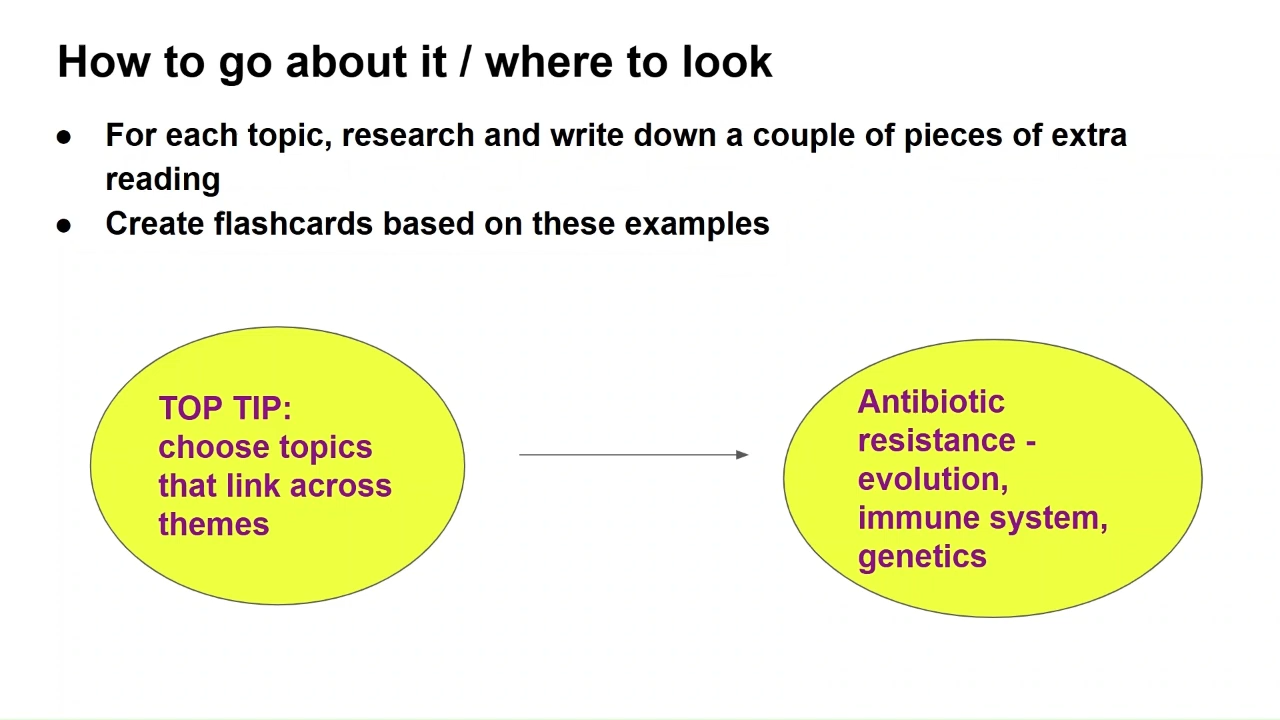 How to go about it / where to look
● For each topic, research and write down a couple of pieces of extra
reading
● Create flashcards based on these examples
TOP TIP:
choose topics
that link across
themes
Antibiotic
resistance -
evolution,
immune system,
genetics